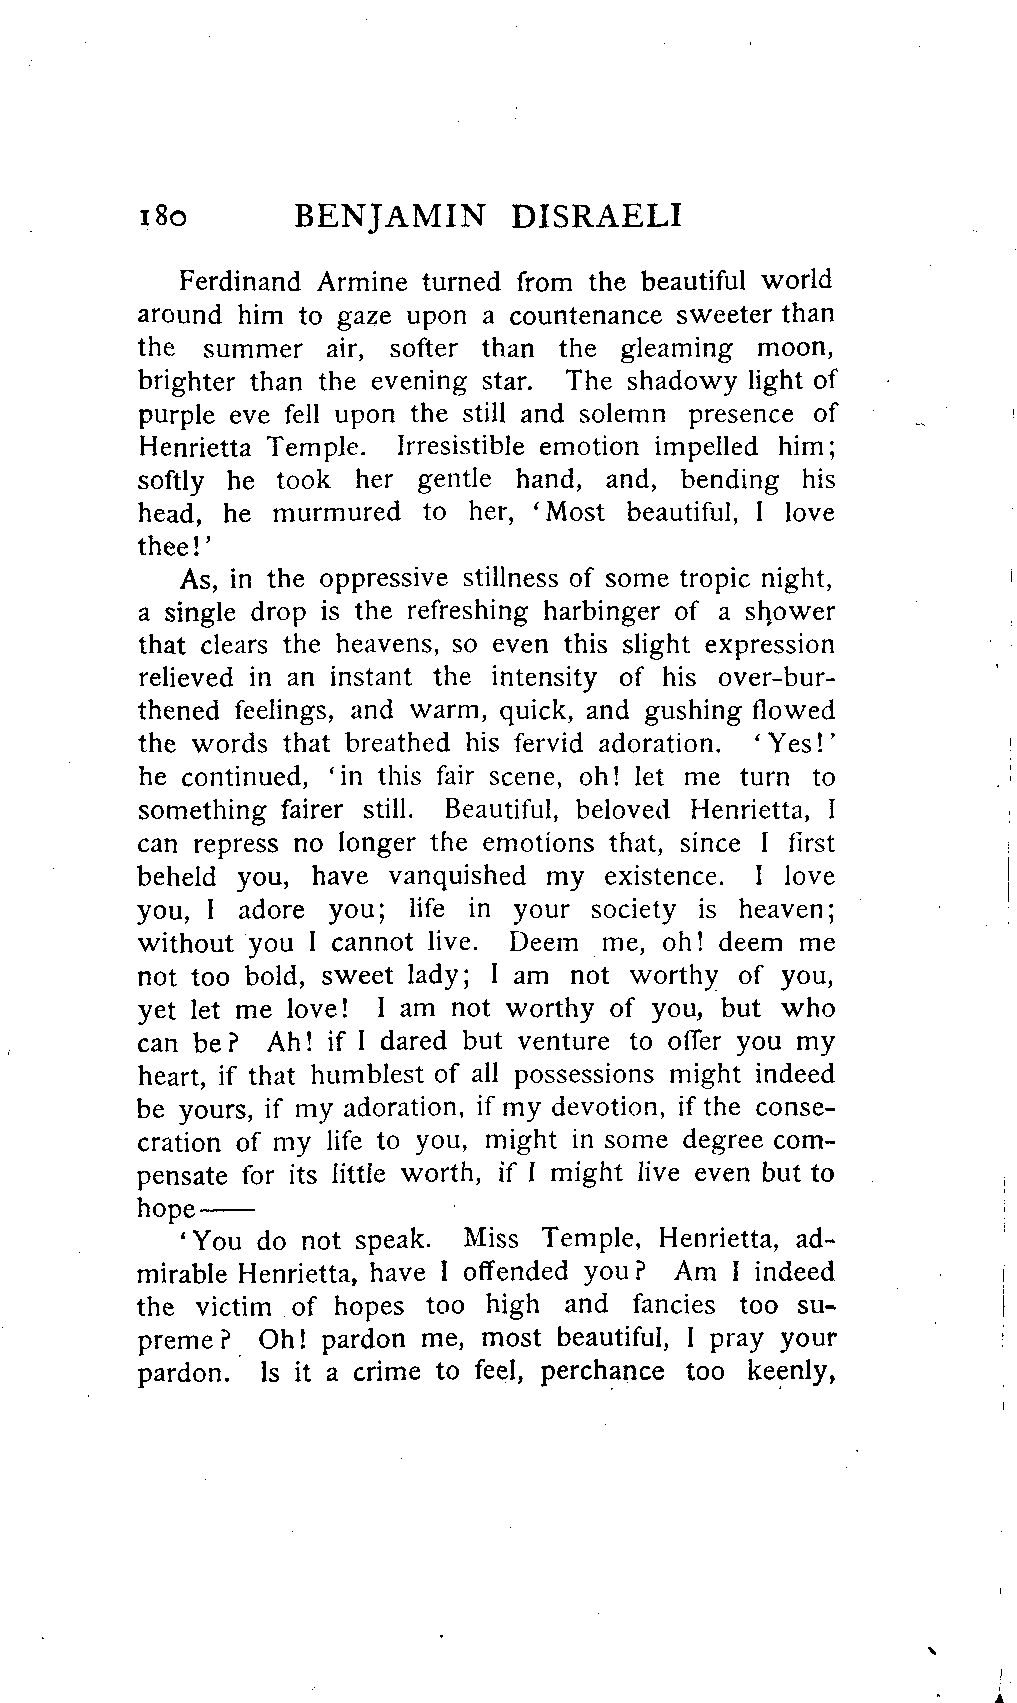 180 BENJAMIN DISRAELI
Ferdinand Armine turned from the beautiful world
around him to gaze upon a countenance sweeter than
the summer air, softer than the gleaming moon,
brighter than the evening star. The shadowy light of
purple eve fell upon the still and solemn presence of
Henrietta Temple. Irresistible emotion impelled him;
softly he took her gentle hand, and, bending his
head, he murmured to her, ‘Most beautiful, I love
thee!’
As, in the oppressive stillness of some tropic night,
a single drop is the refreshing harbinger of a shower
that clears the heavens, so even this slight expression
relieved in an instant the intensity of his over-bur-
thened feelings, and warm, quick, and gushing flowed
the words that breathed his fervid adoration. ‘Yes!’
he continued, ‘in this fair scene, oh! let me turn to
something fairer still. Beautiful, beloved Henrietta, I
can repress no longer the emotions that, since I first
beheld you, have vanquished my existence. I love
you, I adore you; life in your society is heaven;
without you I cannot live. Deem me, oh! deem me
not too bold, sweet lady; I am not worthy of you,
yet let me love! I am not worthy of you, but who
can be? Ah! if I dared but venture to offer you my
heart, if that humblest of all possessions might indeed
be yours, if my adoration, if my devotion, if the conse-
cration of my life to you, might in some degree com-
pensate for its little worth, if I might live even but to
hope——
‘You do not speak. Miss Temple, Henrietta, ad-
mirable Henrietta, have I offended you? Am I indeed
the victim of hopes too high and fancies too su-
preme? Oh! pardon me, most beautiful, I pray your
pardon. Is it a crime to feel, perchance too keenly,